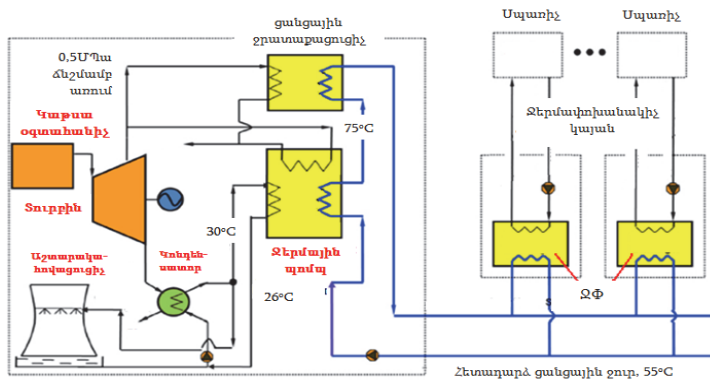 ցանցային
ջրատաքացուցիչ
0,5ՄՊա
ճնշմամբ
առում
Կաթսա
օգտահանիչ
Տուրբին
75°C
30°C
Կոնդեն-
սատոր
Ջերմային
պոմպ
Աշտարակա-
հովացուցիչ
26°C
Սպառիչ
Սպառիչ
Ջերմափոխանակիչ
կայան
ՋՓ
s
Հետադարձ ցանցային ջուր, 55°C